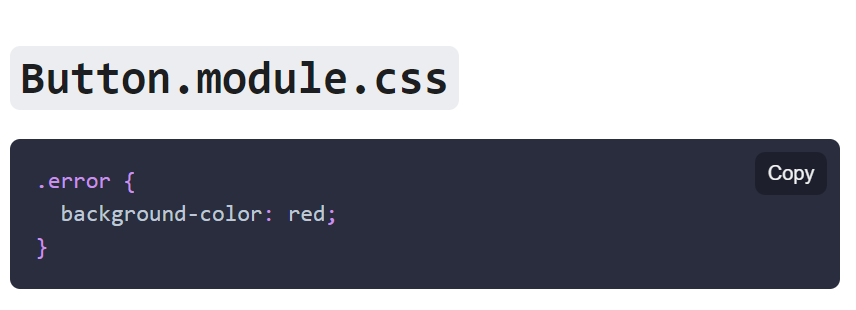 Button.module.css
Copy
.error {
  background-color: red;
}